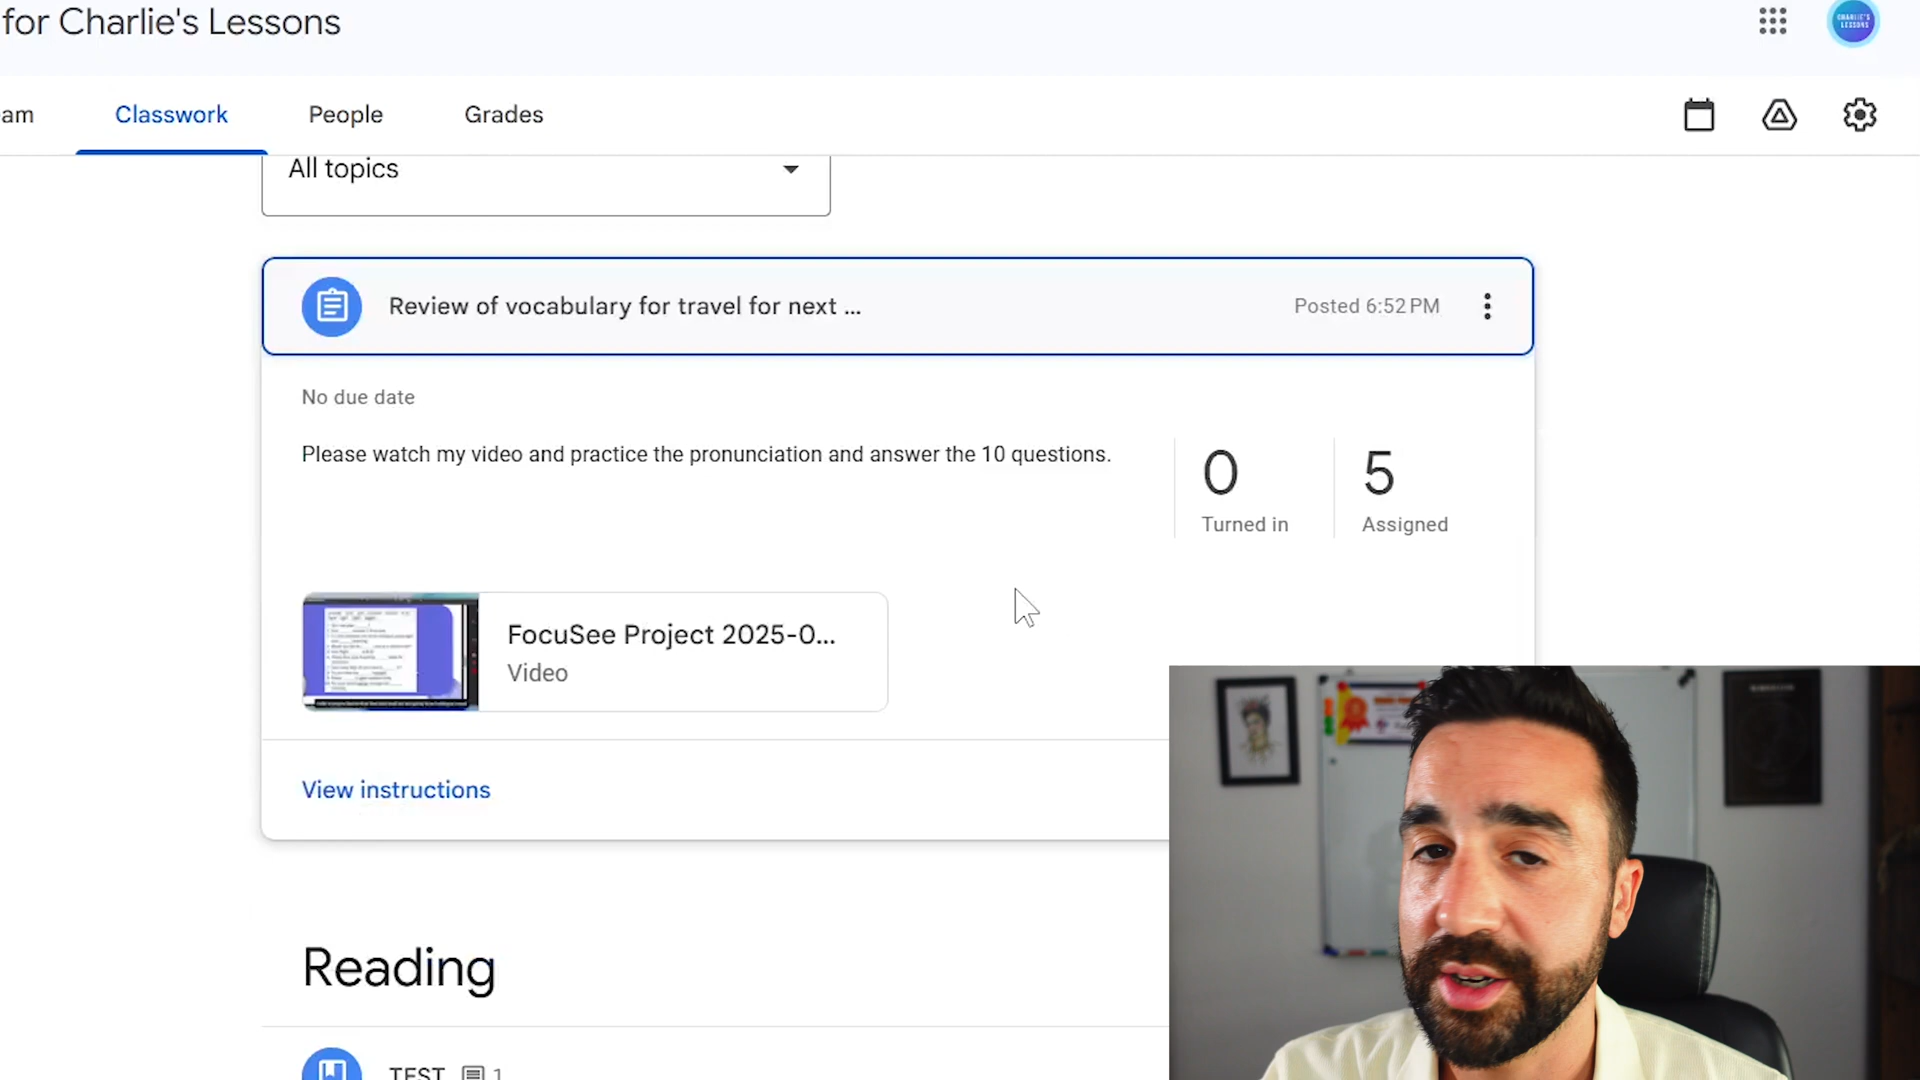 for Charlie's Lessons
CHARLIE'S
LESSONS
am
Classwork
People
Grades
All topics
Review of vocabulary for travel for next ...
Posted 6:52 PM
No due date
Please watch my video and practice the pronunciation and answer the 10 questions.
0
Turned in
5
Assigned
FocuSee Project 2025-0...
Video
View instructions
Reading
TEST 1